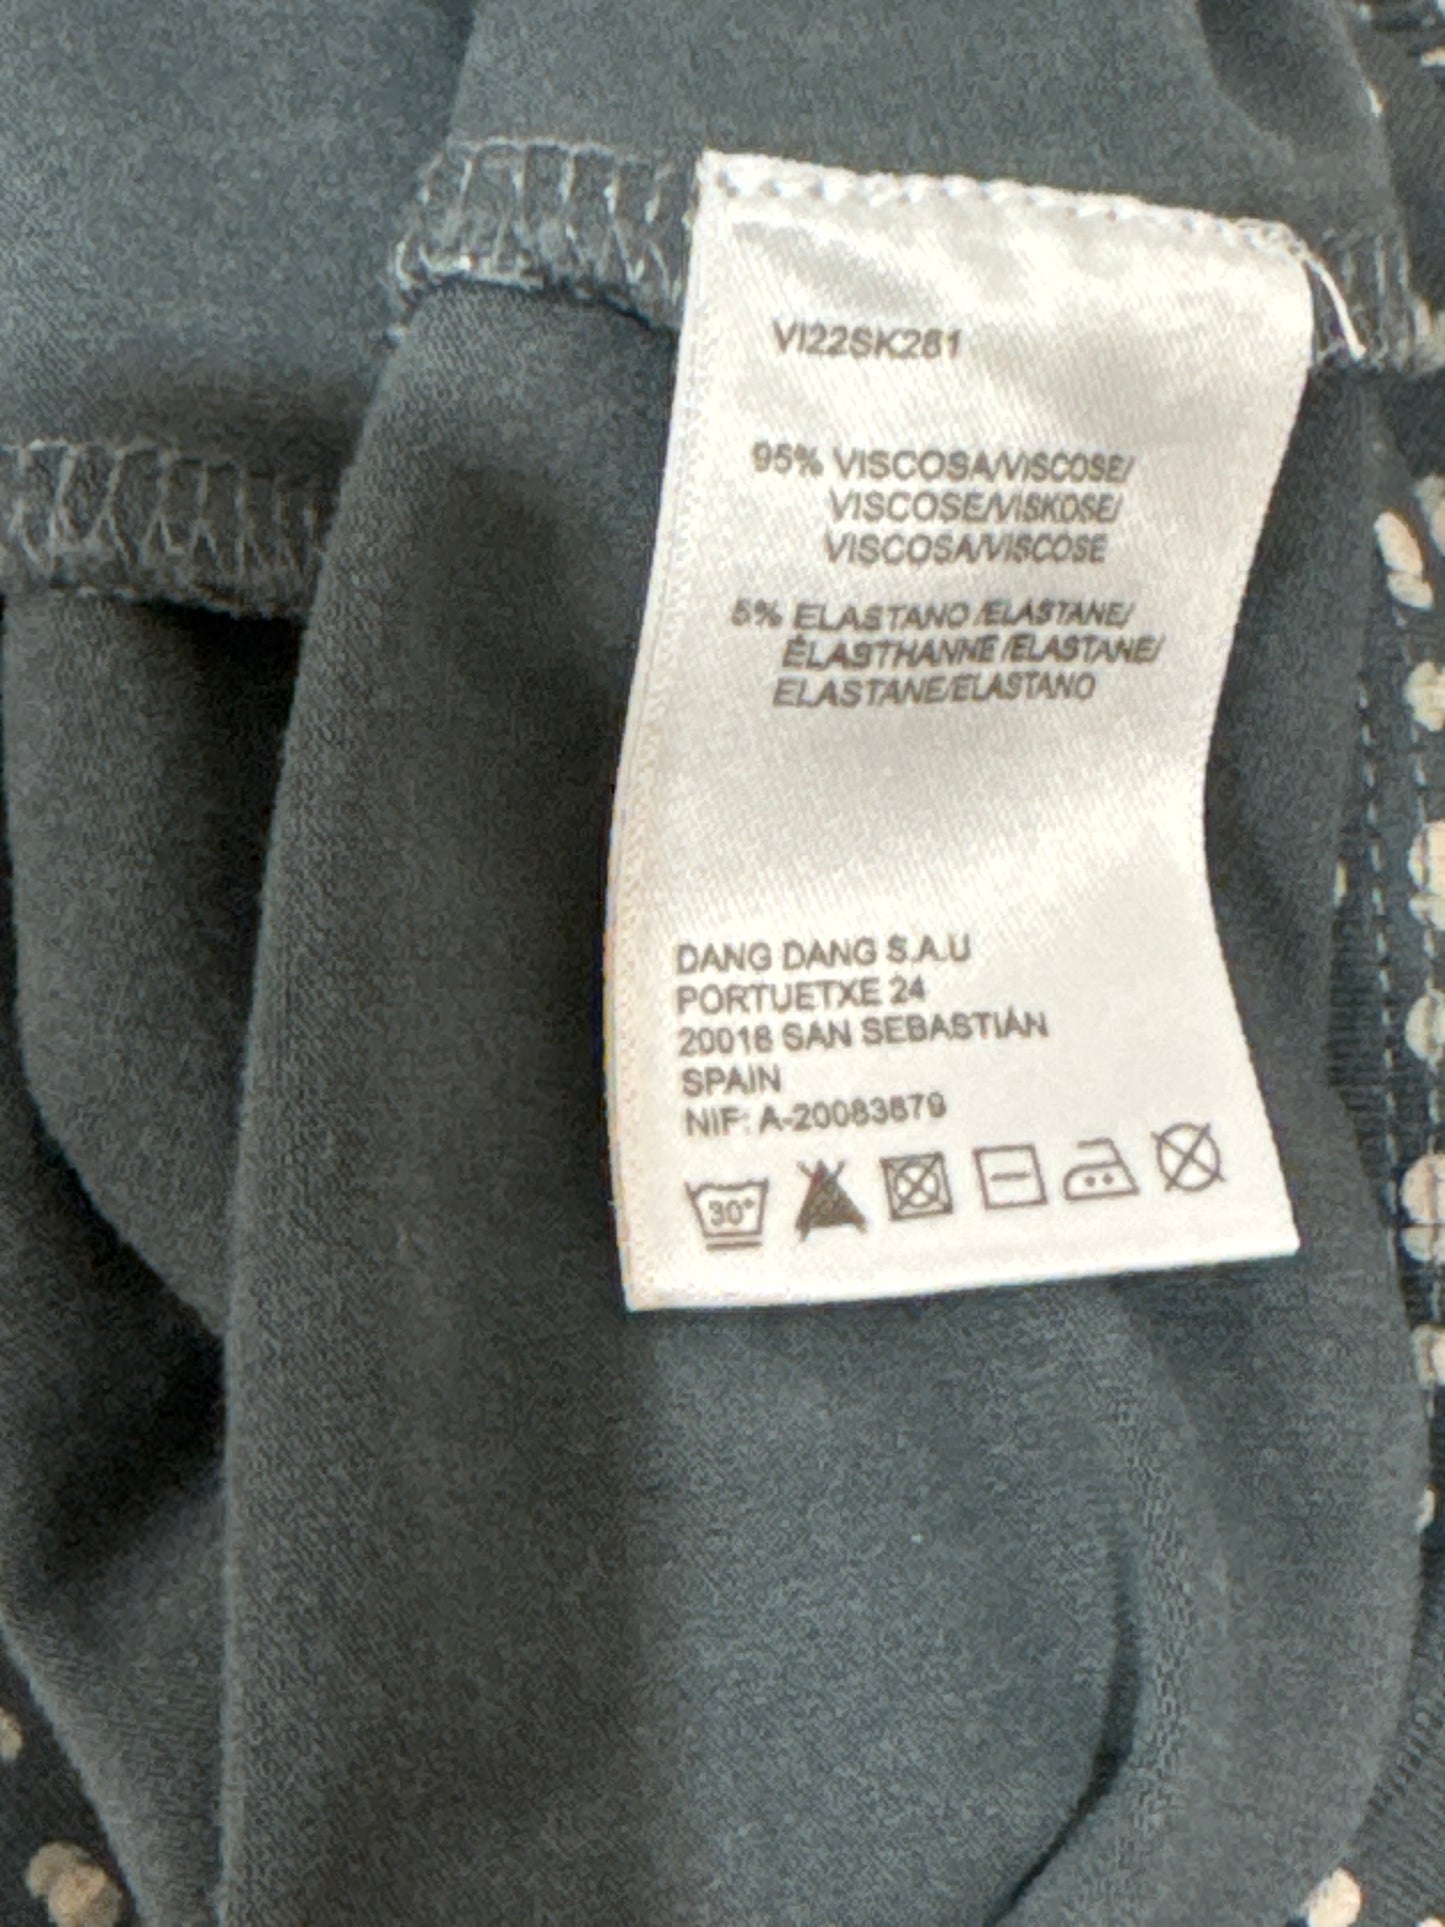 VI22SK281
95% VISCOSA/VISCOSE/
VISCOSE/VISKOSE/
VISCOSA/VISCOSE
5% ELASTANO /ELASTANE/
ÉLASTHANNE /ELASTANE/
ELASTANE/ELASTANO
DANG DANG S.A.U
PORTUETXE 24
20018 SAN SEBASTIÁN
SPAIN
NIF: A-20083879
30°